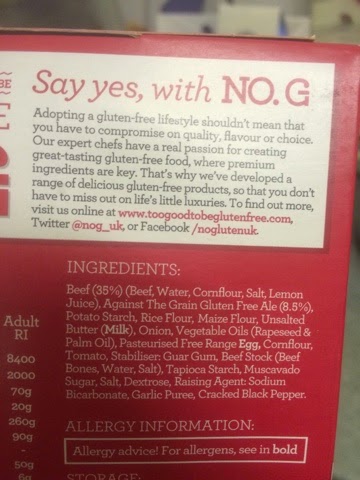 BE
E
Say yes, with NO. G
Adopting a gluten-free lifestyle shouldn't mean that
you have to compromise on quality, flavour or choice.
Our expert chefs have a real passion for creating
great-tasting gluten-free food, where premium
ingredients are key. That's why we've developed a
range of delicious gluten-free products, so that you don't
have to miss out on life's little luxuries. To find out more,
visit us online at www.toogoodtobeglutenfree.com,
Twitter @nog_uk, or Facebook /noglutenuk.
INGREDIENTS:
Beef (35%) (Beef, Water, Cornflour, Salt, Lemon
Juice), Against The Grain Gluten Free Ale (8.5%),
Potato Starch, Rice Flour, Maize Flour, Unsalted
Butter (Milk), Onion, Vegetable Oils (Rapeseed &
Palm Oil), Pasteurised Free Range Egg, Cornflour,
Tomato, Stabiliser: Guar Gum, Beef Stock (Beef
Bones, Water, Salt), Tapioca Starch, Muscavado
Sugar, Salt, Dextrose, Raising Agent: Sodium
Bicarbonate, Garlic Puree, Cracked Black Pepper.
ALLERGY INFORMATION:
Allergy advice! For allergens, see in bold
STORAGE:
Adult
RI
8400
2000
70g
20g
260g
90g
-
50g
6g